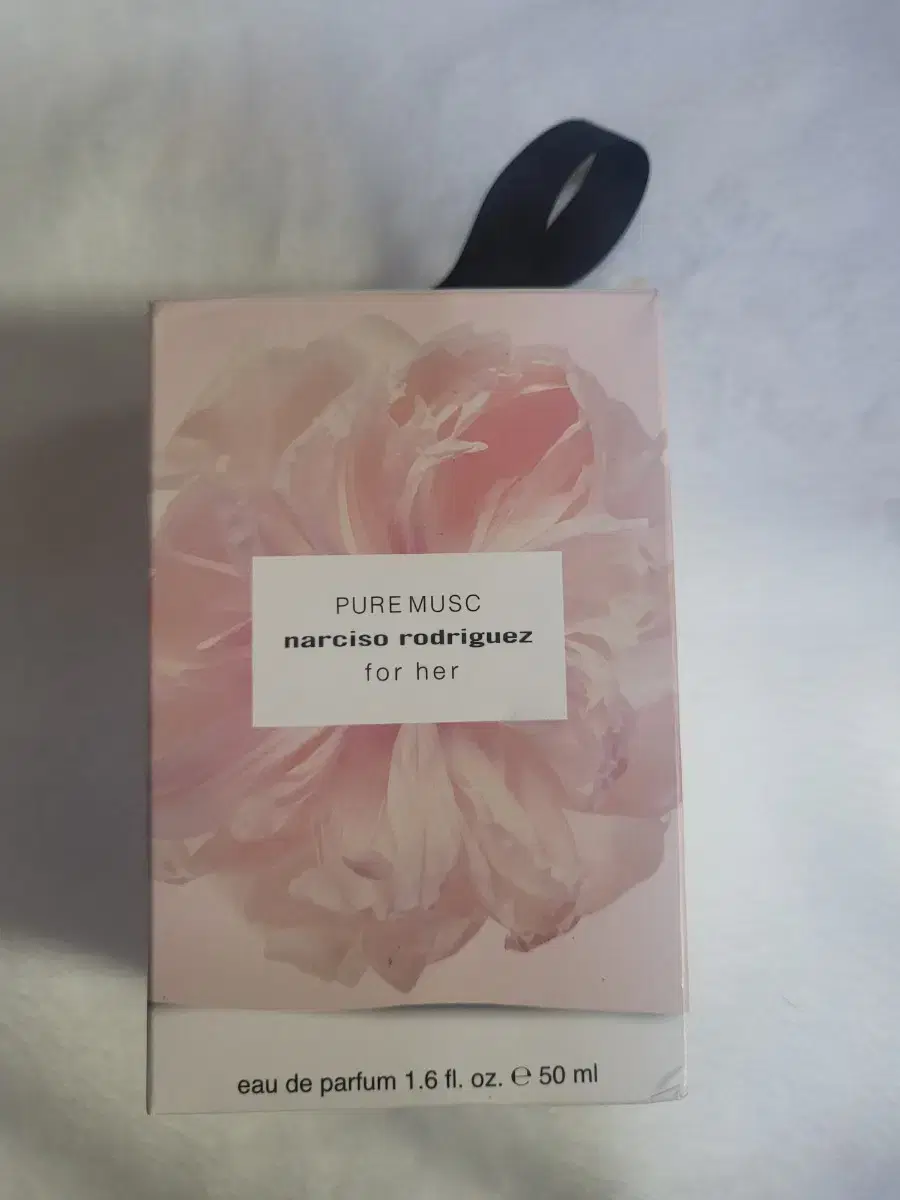 PURE MUSC
narciso rodriguez
for her
eau de parfum 1.6 fl. oz. ℮ 50 ml